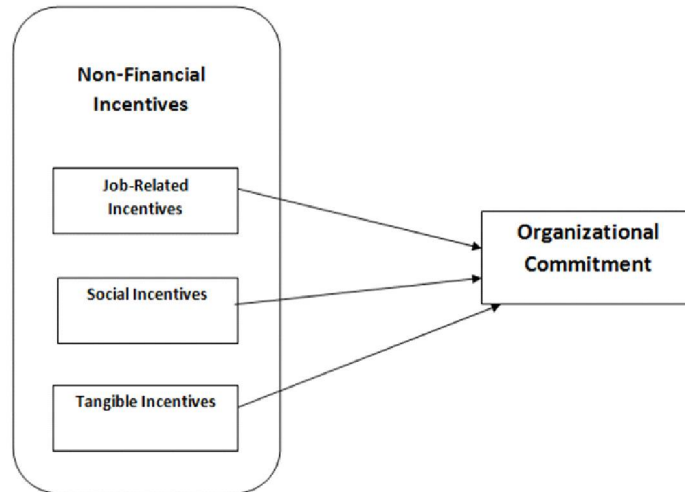 Non-Financial
Incentives
Job-Related
Incentives
Social Incentives
Tangible Incentives
Organizational
Commitment